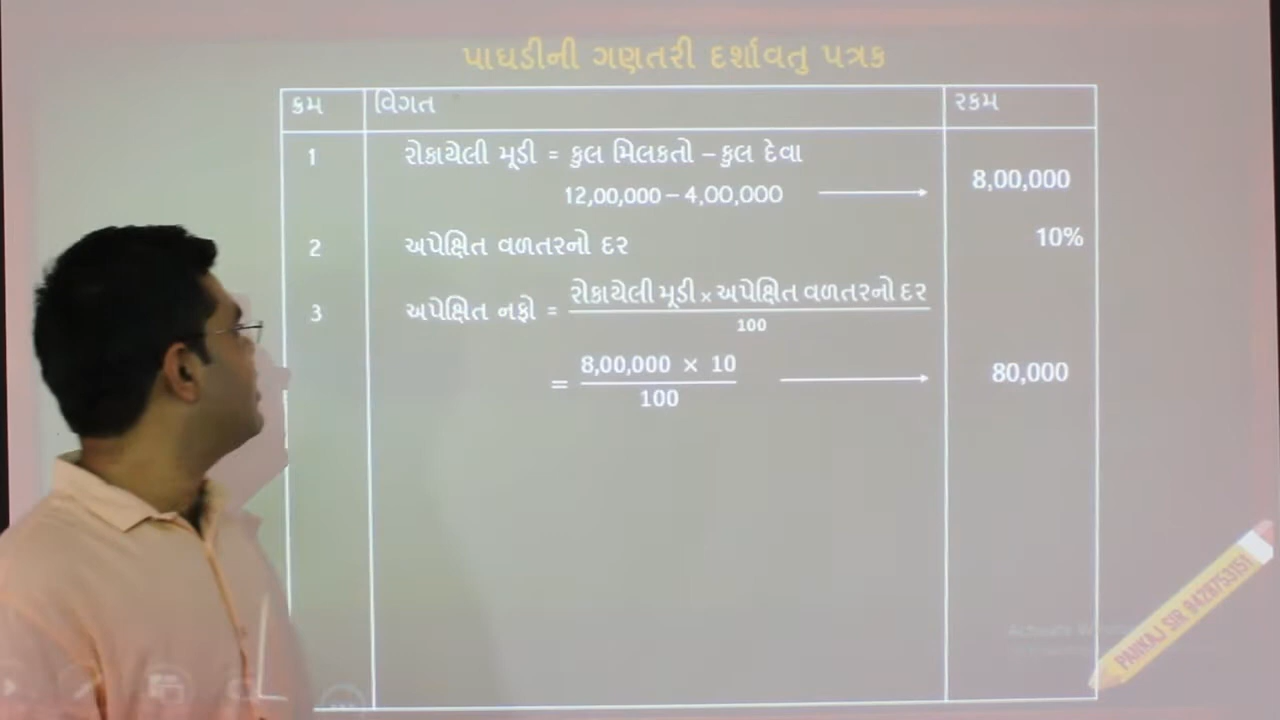 પાઘડીની ગણતરી દર્શાવતુ પત્રક
ક્રમ વિગત રકમ
1 રોકાયેલી મૂડી = કુલ મિલકતો – કુલ દેવા
12,00,000 – 4,00,000 8,00,000
2 અપેક્ષિત વળતરનો દર 10%
3 અપેક્ષિત નફો = રોકાયેલી મૂડી × અપેક્ષિત વળતરનો દર
100
= 8,00,000 × 10 80,000
100
PANKAJ SIR 9428753151